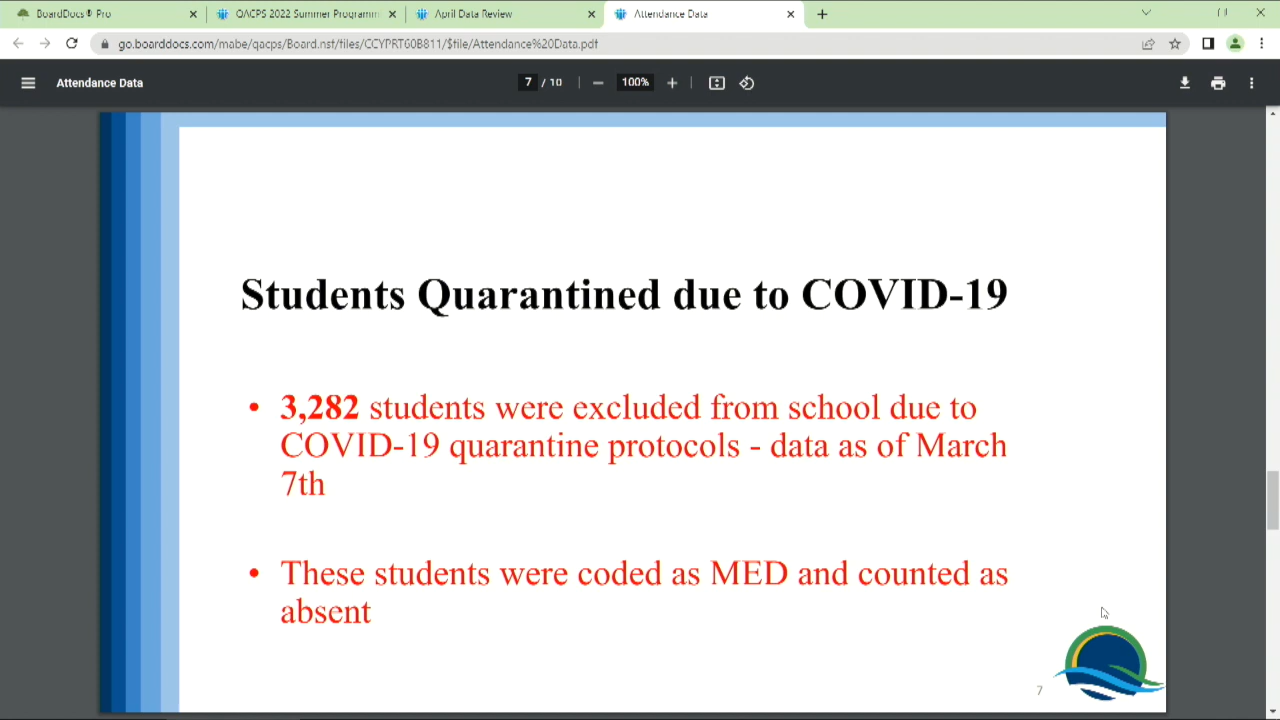 BoardDocs® Pro
QACPS 2022 Summer Programm
April Data Review
Attendance Data
go.boarddocs.com/mabe/qacps/Board.nsf/files/CCYPRT60B811/$file/Attendance%20Data.pdf
Attendance Data
7 / 10
100%
Students Quarantined due to COVID-19
• 3,282 students were excluded from school due to
COVID-19 quarantine protocols - data as of March
7th
• These students were coded as MED and counted as
absent
7